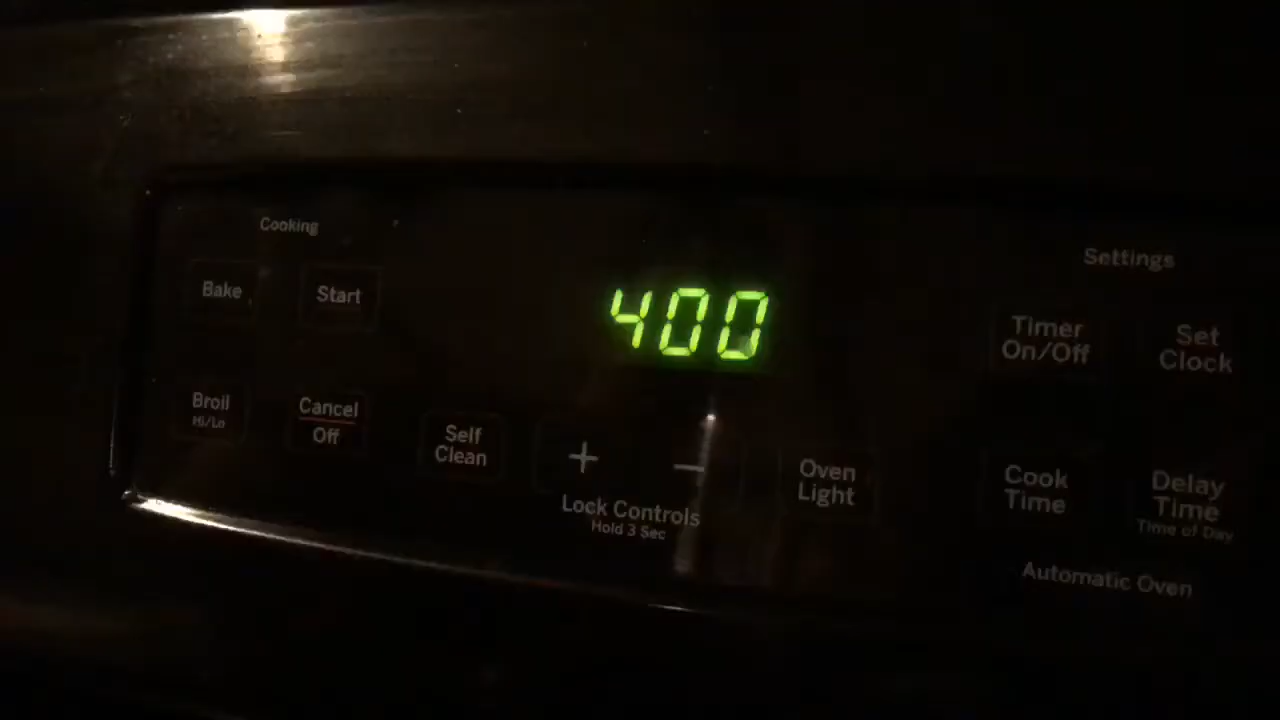 Cooking
Bake
Start
400
Settings
Timer
On/Off
Set
Clock
Broil
Hi/Lo
Cancel
Off
Self
Clean
+
−
Lock Controls
Hold 3 Sec
Oven
Light
Cook
Time
Delay
Time
Time of Day
Automatic Oven